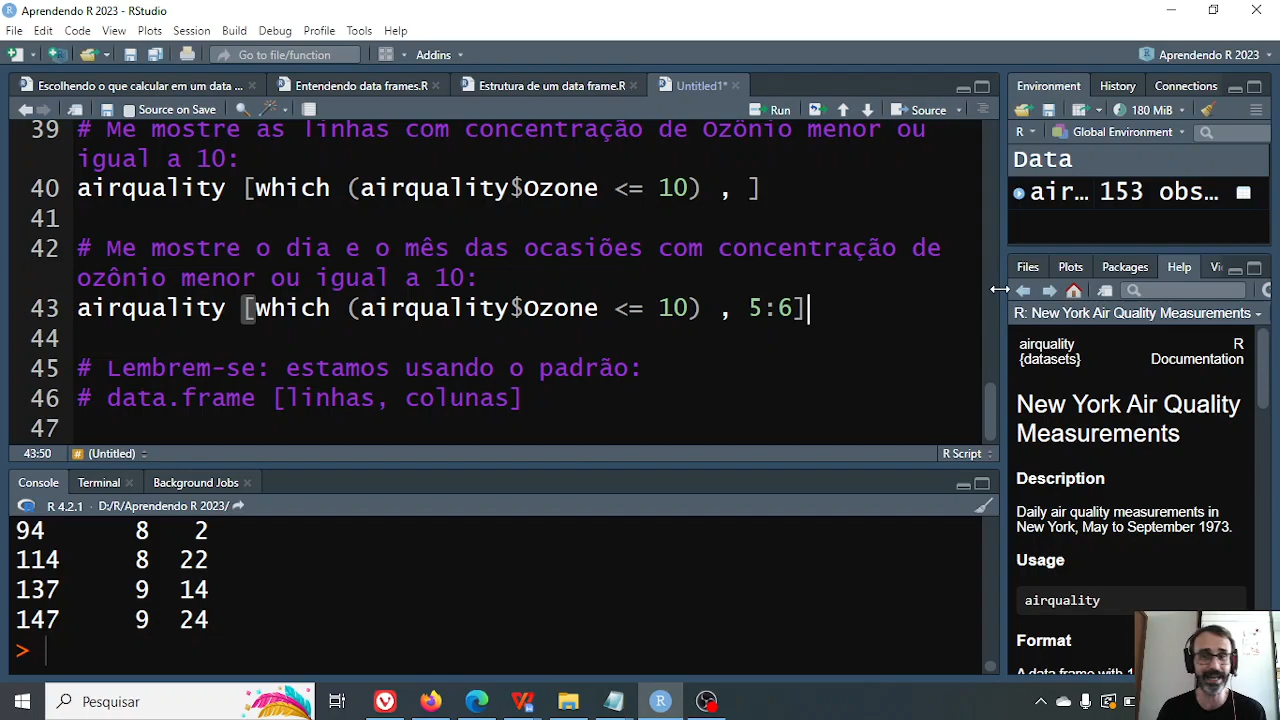 Aprendendo R 2023 - RStudio
File Edit Code View Plots Session Build Debug Profile Tools Help
Go to file/function Addins Aprendendo R 2023
Escolhendo o que calcular em um data ... Entendendo data frames.R Estrutura de um data frame.R Untitled1*
Source on Save Run Source
39 # Me mostre as linhas com concentração de Ozônio menor ou
igual a 10:
40 airquality [which (airquality$Ozone <= 10) , ]
41
42 # Me mostre o dia e o mês das ocasiões com concentração de
ozônio menor ou igual a 10:
43 airquality [which (airquality$Ozone <= 10) , 5:6]
44
45 # Lembrem-se: estamos usando o padrão:
46 # data.frame [linhas, colunas]
47
43:50 (Untitled) R Script
Console Terminal Background Jobs
R 4.2.1 · D:/R/Aprendendo R 2023/
94 8 2
114 8 22
137 9 14
147 9 24
>
Environment History Connections
180 MiB
R Global Environment
Data
air... 153 obs...
Files Plots Packages Help Vi
R: New York Air Quality Measurements
airquality {datasets} R Documentation
New York Air Quality
Measurements
Description
Daily air quality measurements in
New York, May to September 1973.
Usage
airquality
Format
A data frame with 1
Pesquisar